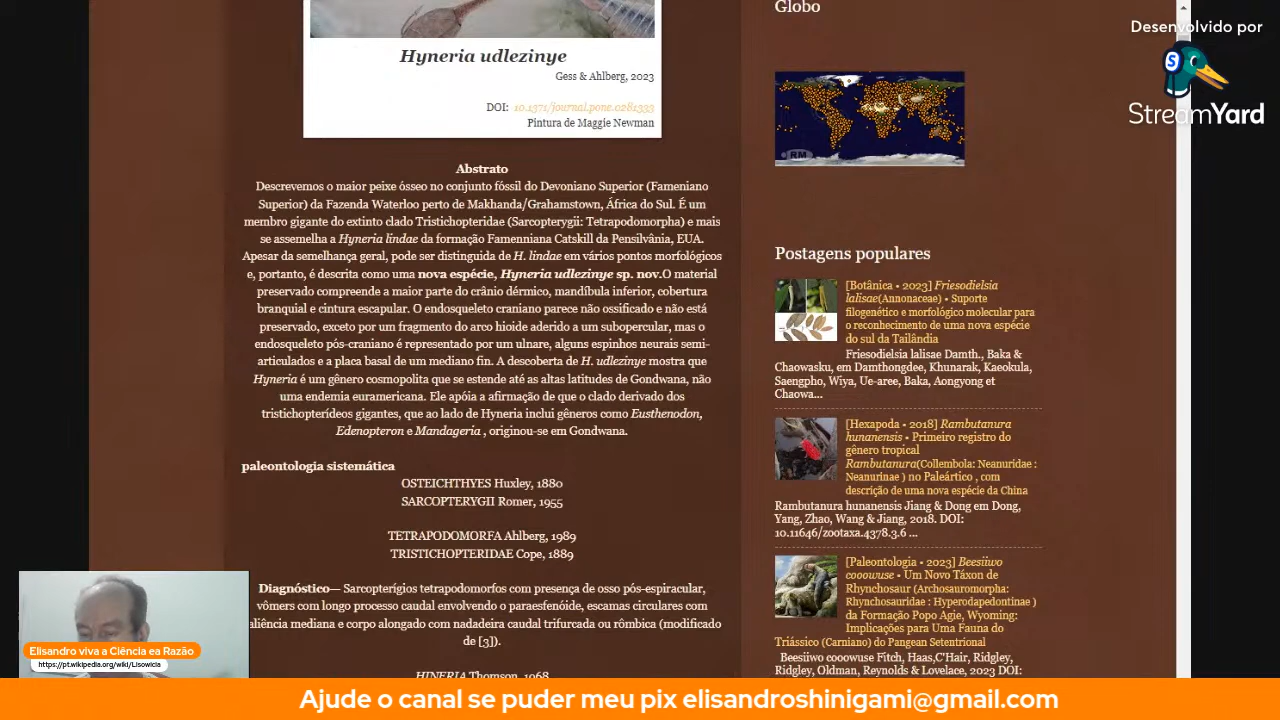 Hyneria udlezinye
Gess & Ahlberg, 2023
DOI: 10.1371/journal.pone.0281333
Pintura de Maggie Newman
Abstrato
Descrevemos o maior peixe ósseo no conjunto fóssil do Devoniano Superior (Fameniano
Superior) da Fazenda Waterloo perto de Makhanda/Grahamstown, África do Sul. É um
membro gigante do extinto clado Tristichopteridae (Sarcopterygii: Tetrapodomorpha) e mais
se assemelha a Hyneria lindae da formação Famenniana Catskill da Pensilvânia, EUA.
Apesar da semelhança geral, pode ser distinguida de H. lindae em vários pontos morfológicos
e, portanto, é descrita como uma nova espécie, Hyneria udlezinye sp. nov.O material
preservado compreende a maior parte do crânio dérmico, mandíbula inferior, cobertura
branquial e cintura escapular. O endosqueleto craniano parece não ossificado e não está
preservado, exceto por um fragmento do arco hioide aderido a um subopercular, mas o
endosqueleto pós-craniano é representado por um ulnare, alguns espinhos neurais semi-
articulados e a placa basal de um mediano fin. A descoberta de H. udlezinye mostra que
Hyneria é um gênero cosmopolita que se estende até as altas latitudes de Gondwana, não
uma endemia euramericana. Ele apóia a afirmação de que o clado derivado dos
tristichopterídeos gigantes, que ao lado de Hyneria inclui gêneros como Eusthenodon,
Edenopteron e Mandageria , originou-se em Gondwana.
paleontologia sistemática
OSTEICHTHYES Huxley, 1880
SARCOPTERYGII Romer, 1955
TETRAPODOMORFA Ahlberg, 1989
TRISTICHOPTERIDAE Cope, 1889
Diagnóstico— Sarcopterígios tetrapodomorfos com presença de osso pós-espiracular,
vômers com longo processo caudal envolvendo o paraesfenóide, escamas circulares com
aliência mediana e corpo alongado com nadadeira caudal trifurcada ou rômbica (modificado
de [3]).
HINERIA Thomson, 1968
Globo
RM
Postagens populares
[Botânica • 2023] Friesodielsia
lalisae(Annonaceae) • Suporte
filogenético e morfológico molecular para
o reconhecimento de uma nova espécie
do sul da Tailândia
Friesodielsia lalisae Damth., Baka &
Chaowasku, em Damthongdee, Khunarak, Kaeokula,
Saengpho, Wiya, Ue-aree, Baka, Aongyong et
Chaowa...
[Hexapoda • 2018] Rambutanura
hunanensis • Primeiro registro do
gênero tropical
Rambutanura(Collembola: Neanuridae :
Neanurinae ) no Paleártico , com
descrição de uma nova espécie da China
Rambutanura hunanensis Jiang & Dong em Dong,
Yang, Zhao, Wang & Jiang, 2018. DOI:
10.11646/zootaxa.4378.3.6 ...
[Paleontologia • 2023] Beesiiwo
cooowuse • Um Novo Táxon de
Rhynchosaur (Archosauromorpha:
Rhynchosauridae : Hyperodapedontinae )
da Formação Popo Agie, Wyoming:
Implicações para Uma Fauna do
Triássico (Carniano) do Pangean Setentrional
Beesiiwo cooowuse Fitch, Haas,C'Hair, Ridgley,
Ridgley, Oldman, Reynolds & Lovelace, 2023 DOI:
Desenvolvido por
S
StreamYard
Elisandro viva a Ciência ea Razão
https://pt.wikipedia.org/wiki/Lisowicia
Ajude o canal se puder meu pix elisandroshinigami@gmail.com